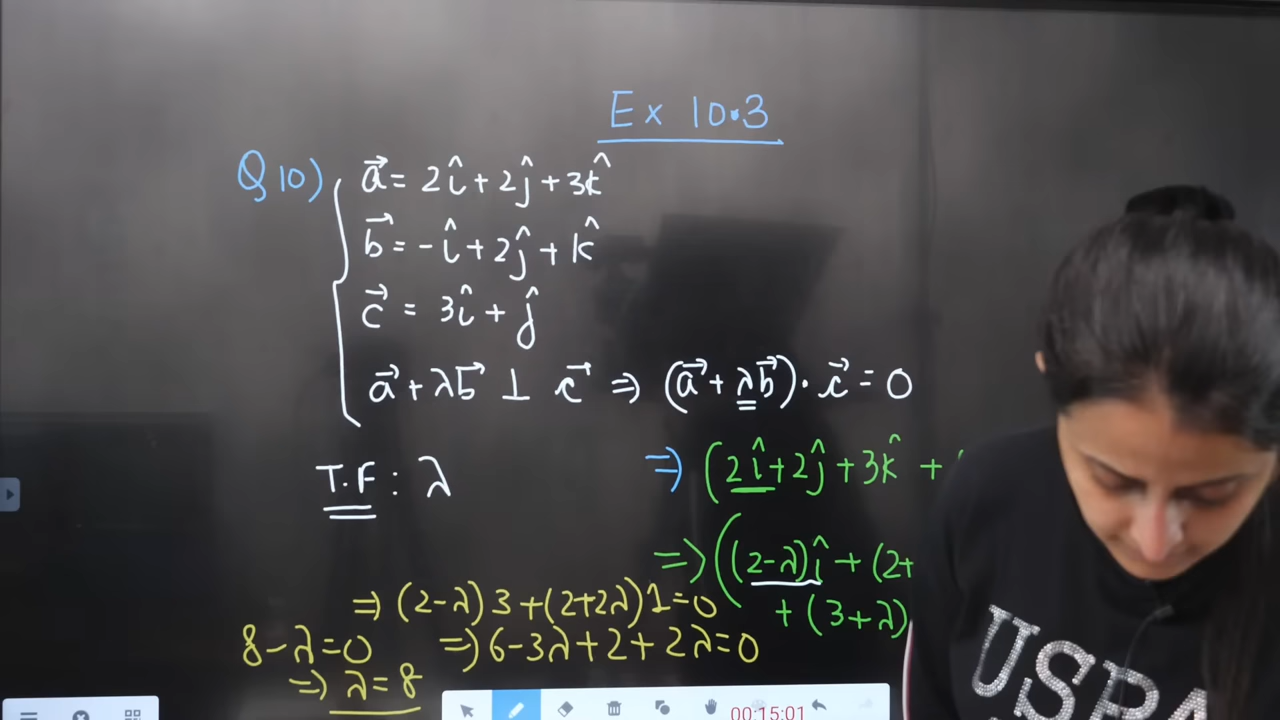 Ex 10.3
Q10) a⃗ = 2î + 2ĵ + 3k̂
b⃗ = -î + 2ĵ + k̂
c⃗ = 3î + ĵ
a⃗ + λb⃗ ⊥ c⃗ ⇒ (a⃗ + λb⃗) · c⃗ = 0
T.F : λ
⇒ (2î + 2ĵ + 3k̂ +
⇒ ((2-λ)î + (2+
+ (3+λ)
⇒ (2-λ)3 + (2+2λ)1 = 0
⇒ 6-3λ+2+2λ=0
8-λ=0
⇒ λ=8
00:15:01
USPA